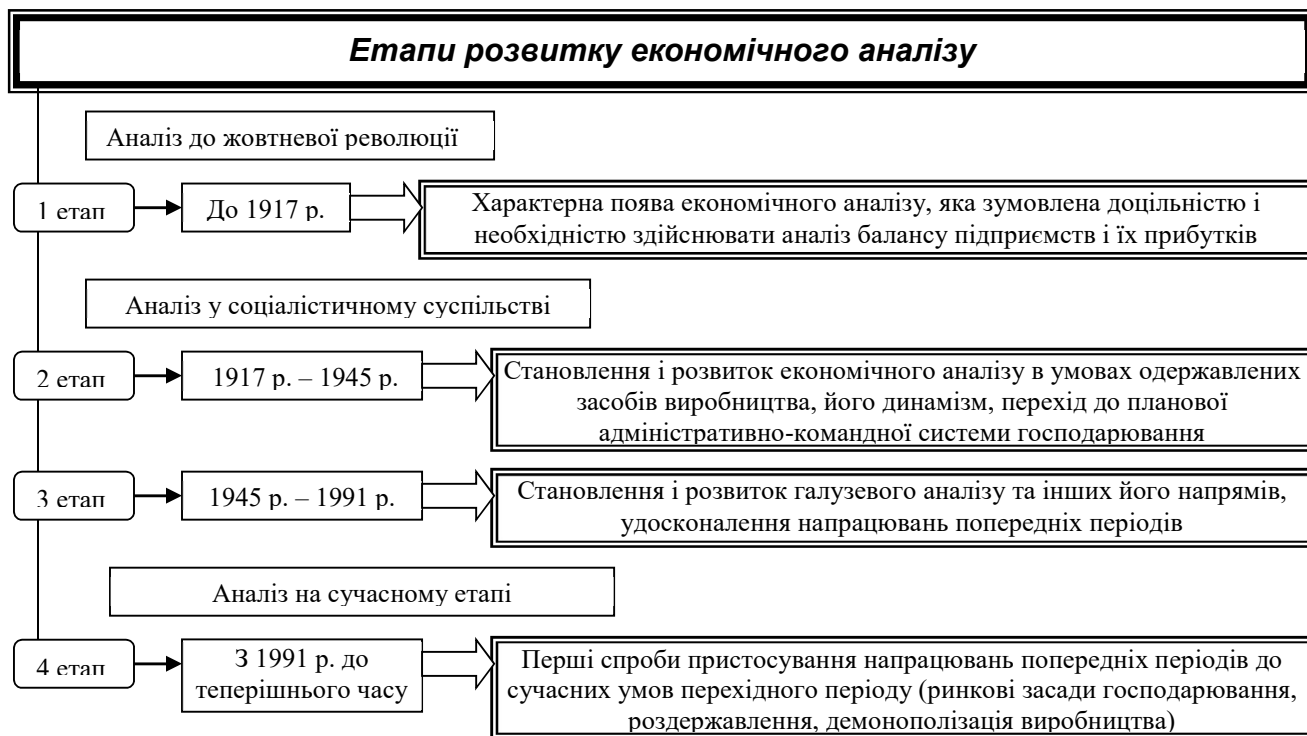 Етапи розвитку економічного аналізу
Аналіз до жовтневої революції
1 етап
До 1917 р.
Характерна поява економічного аналізу, яка зумовлена доцільністю і
необхідністю здійснювати аналіз балансу підприємств і їх прибутків
Аналіз у соціалістичному суспільстві
2 етап
1917 р. – 1945 р.
Становлення і розвиток економічного аналізу в умовах одержавлених
засобів виробництва, його динамізм, перехід до планової
адміністративно-командної системи господарювання
3 етап
1945 р. – 1991 р.
Становлення і розвиток галузевого аналізу та інших його напрямів,
удосконалення напрацювань попередніх періодів
Аналіз на сучасному етапі
4 етап
З 1991 р. до
теперішнього часу
Перші спроби пристосування напрацювань попередніх періодів до
сучасних умов перехідного періоду (ринкові засади господарювання,
роздержавлення, демонополізація виробництва)